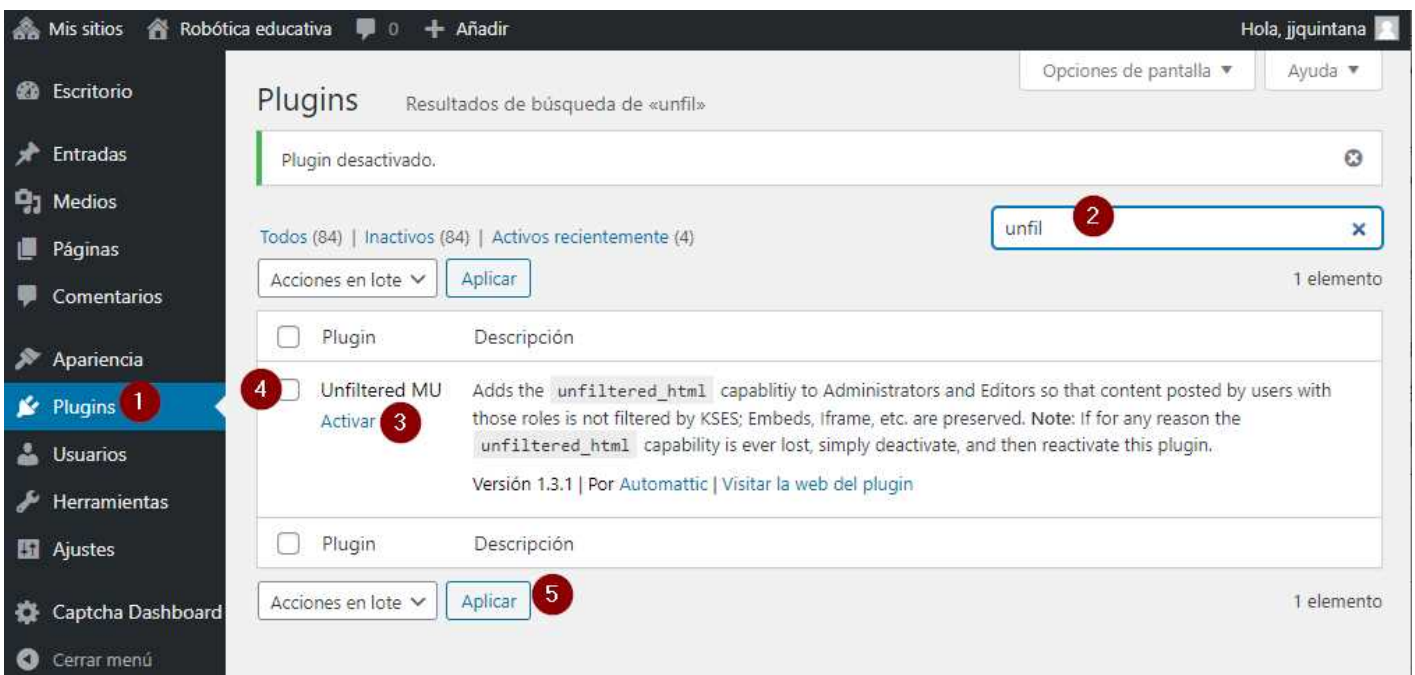 Mis sitios Robótica educativa 0 Añadir Hola, jjquintana
Opciones de pantalla Ayuda
Escritorio
Entradas
Medios
Páginas
Comentarios
Apariencia
Plugins 1
Usuarios
Herramientas
Ajustes
Captcha Dashboard
Cerrar menú
Plugins Resultados de búsqueda de «unfil»
Plugin desactivado.
Todos (84) | Inactivos (84) | Activos recientemente (4)
unfil 2
Acciones en lote Aplicar 1 elemento
Plugin Descripción
4 Unfiltered MU
Activar 3
Adds the unfiltered_html capablitiy to Administrators and Editors so that content posted by users with
those roles is not filtered by KSES; Embeds, Iframe, etc. are preserved. Note: If for any reason the
unfiltered_html capability is ever lost, simply deactivate, and then reactivate this plugin.
Versión 1.3.1 | Por Automattic | Visitar la web del plugin
Plugin Descripción
Acciones en lote Aplicar 5 1 elemento